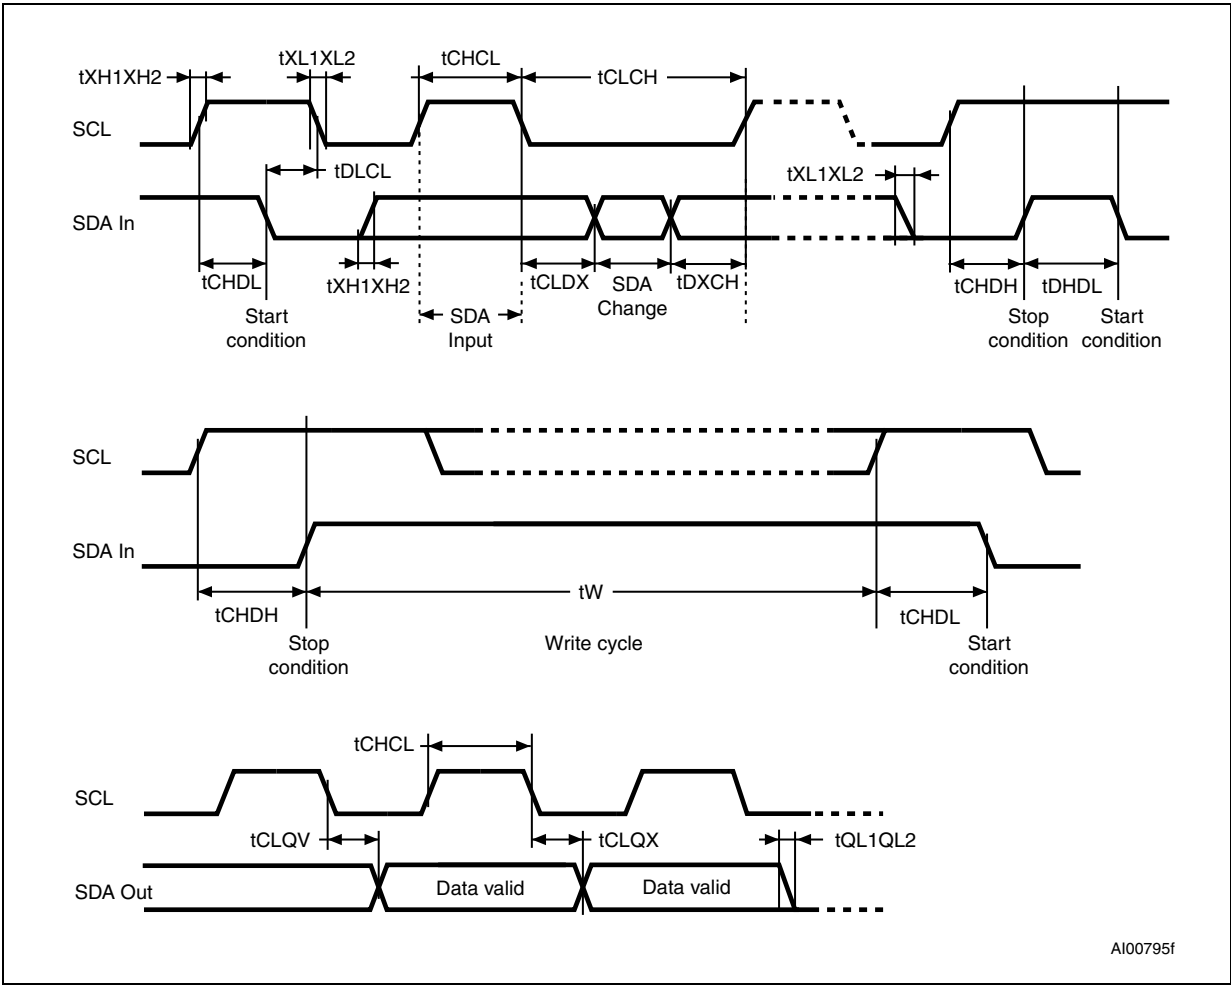 tXH1XH2
tXL1XL2
tCHCL
tCLCH
SCL
tDLCL
tXL1XL2
SDA In
tCHDL
tXH1XH2
tCLDX
SDA
Change
tDXCH
tCHDH
tDHDL
Start
condition
SDA
Input
Stop
condition
Start
condition
SCL
SDA In
tCHDH
tW
tCHDL
Stop
condition
Write cycle
Start
condition
tCHCL
SCL
tCLQV
tCLQX
tQL1QL2
SDA Out
Data valid
Data valid
AI00795f